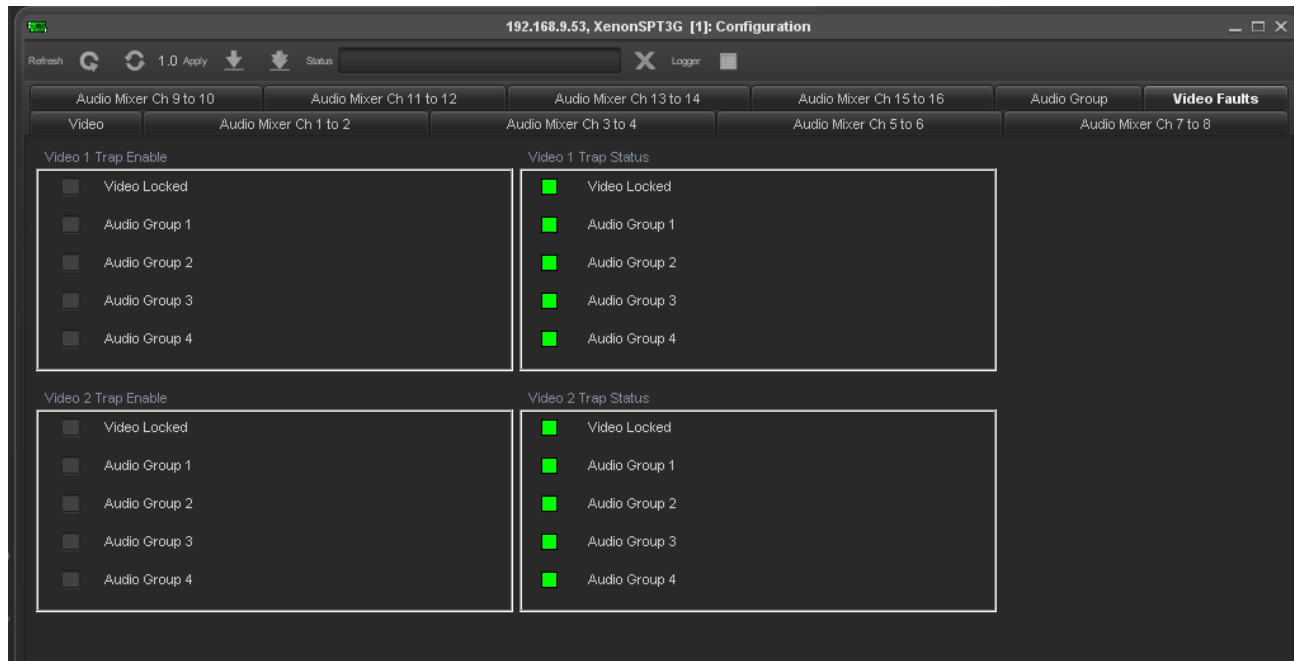 192.168.9.53, XenonSPT3G [1]: Configuration
Refresh 1.0 Apply Status Logger
Audio Mixer Ch 9 to 10 Audio Mixer Ch 11 to 12 Audio Mixer Ch 13 to 14 Audio Mixer Ch 15 to 16 Audio Group Video Faults
Video Audio Mixer Ch 1 to 2 Audio Mixer Ch 3 to 4 Audio Mixer Ch 5 to 6 Audio Mixer Ch 7 to 8
Video 1 Trap Enable
Video Locked
Audio Group 1
Audio Group 2
Audio Group 3
Audio Group 4
Video 1 Trap Status
Video Locked
Audio Group 1
Audio Group 2
Audio Group 3
Audio Group 4
Video 2 Trap Enable
Video Locked
Audio Group 1
Audio Group 2
Audio Group 3
Audio Group 4
Video 2 Trap Status
Video Locked
Audio Group 1
Audio Group 2
Audio Group 3
Audio Group 4